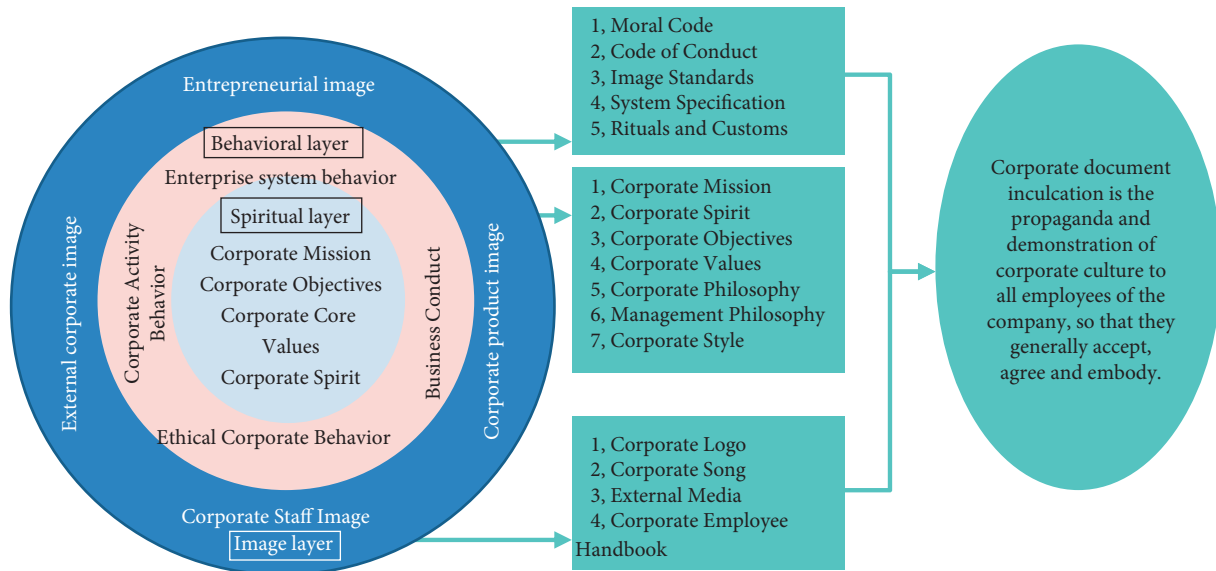 Entrepreneurial image
Behavioral layer
Enterprise system behavior
Spiritual layer
Corporate Mission
Corporate Objectives
Corporate Core
Values
Corporate Spirit
External corporate image
Corporate Activity
Behavior
Business Conduct
Corporate product image
Ethical Corporate Behavior
Corporate Staff Image
Image layer
1, Moral Code
2, Code of Conduct
3, Image Standards
4, System Specification
5, Rituals and Customs
1, Corporate Mission
2, Corporate Spirit
3, Corporate Objectives
4, Corporate Values
5, Corporate Philosophy
6, Management Philosophy
7, Corporate Style
1, Corporate Logo
2, Corporate Song
3, External Media
4, Corporate Employee
Handbook
Corporate document
inculcation is the
propaganda and
demonstration of
corporate culture to
all employees of the
company, so that they
generally accept,
agree and embody.